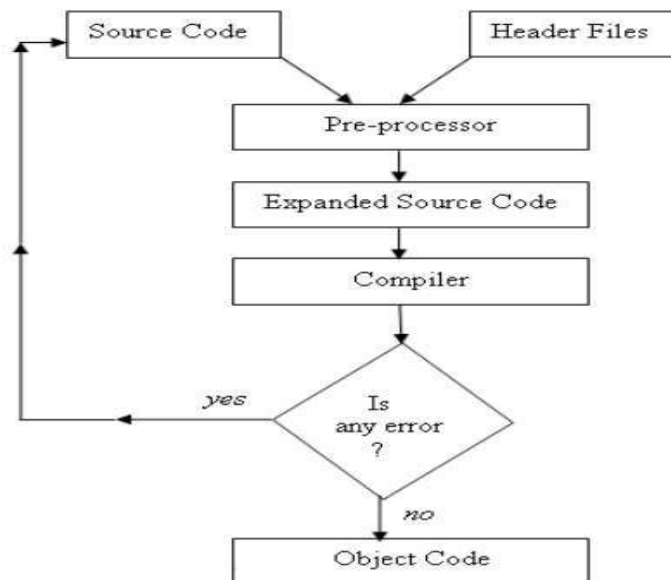 Source Code
Header Files
Pre-processor
Expanded Source Code
Compiler
Is
any error
?
yes
no
Object Code